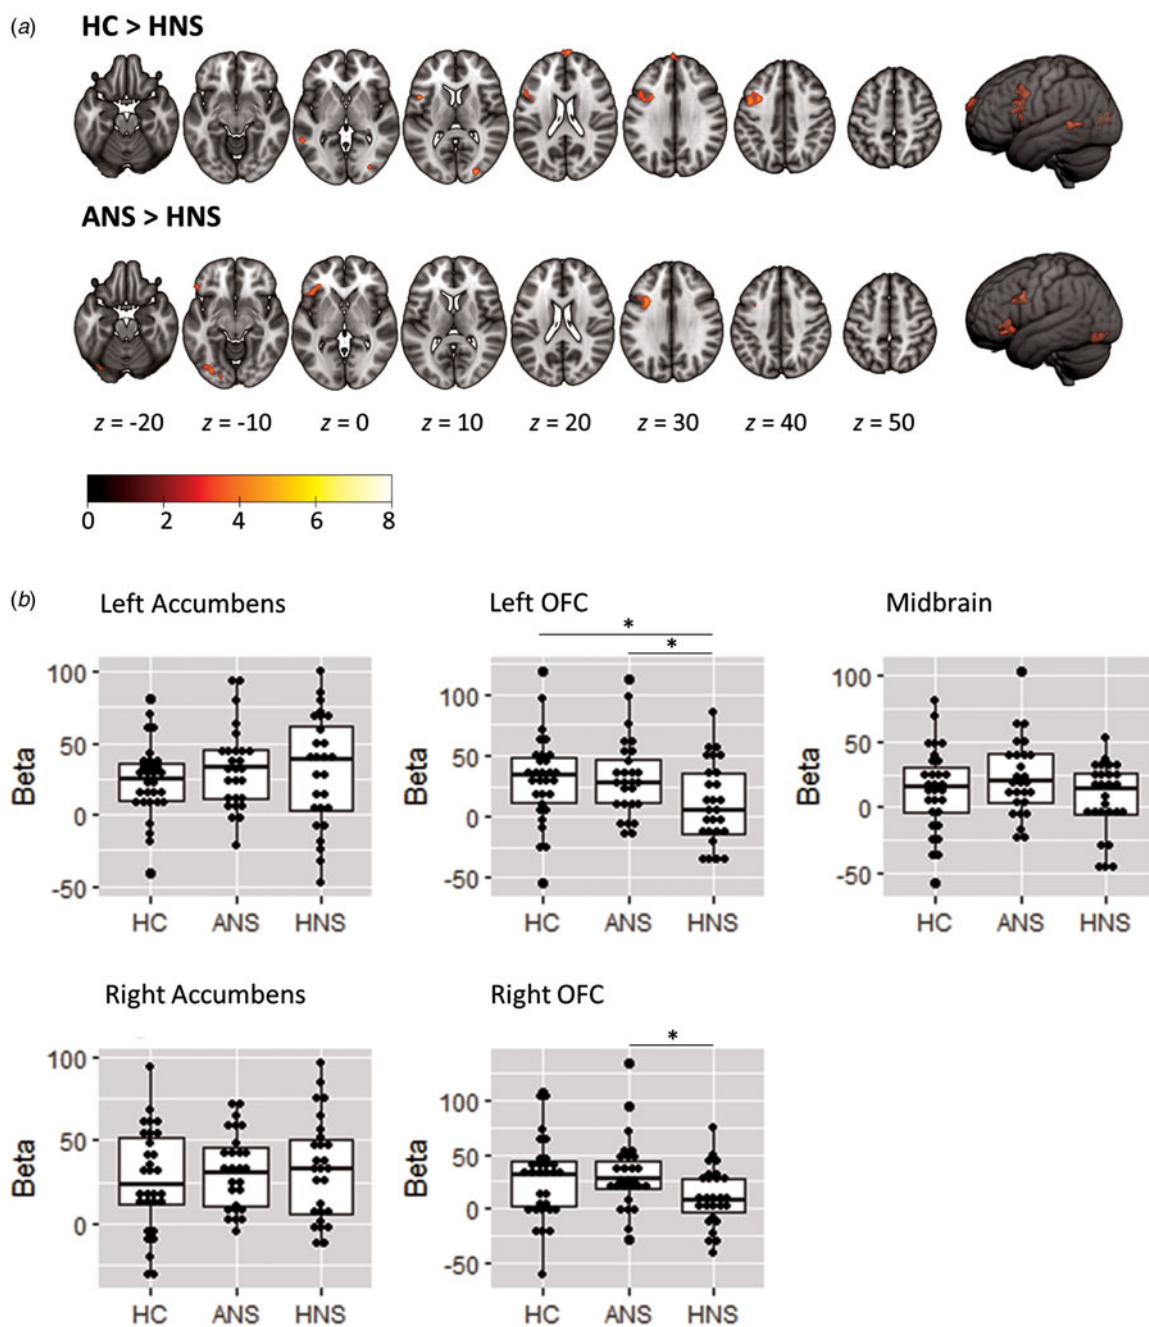 (a)
HC > HNS
ANS > HNS
z = -20 z = -10 z = 0 z = 10 z = 20 z = 30 z = 40 z = 50
0 2 4 6 8
(b)
Left Accumbens
Beta
100
50
0
-50
HC ANS HNS
Left OFC
*
*
Beta
100
50
0
-50
HC ANS HNS
Midbrain
Beta
100
50
0
-50
HC ANS HNS
Right Accumbens
Beta
100
50
0
HC ANS HNS
Right OFC
*
Beta
100
50
0
-50
HC ANS HNS